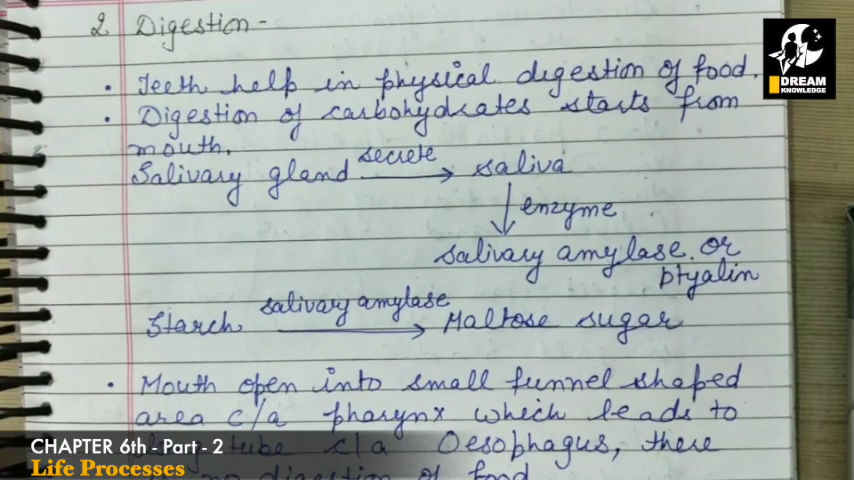 2. Digestion -
• Teeth help in physical digestion of food.
• Digestion of carbohydrates starts from
mouth.
Salivary gland secrete → saliva
↓ enzyme
salivary amylase or
ptyalin
salivary amylase
Starch → Maltose sugar
• Mouth open into small funnel shaped
area c/a pharynx which leads to
tube c/a Oesophagus, there
no digestion of food
DREAM
KNOWLEDGE
CHAPTER 6th - Part - 2
Life Processes